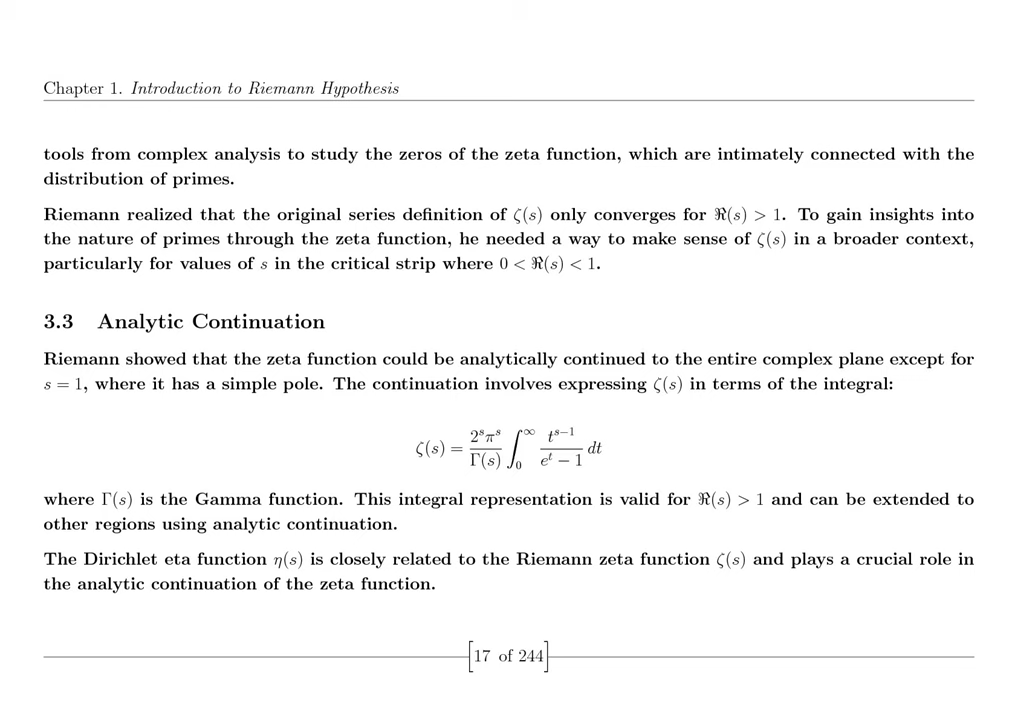 Chapter 1. Introduction to Riemann Hypothesis
tools from complex analysis to study the zeros of the zeta function, which are intimately connected with the
distribution of primes.
Riemann realized that the original series definition of ζ(s) only converges for ℜ(s) > 1. To gain insights into
the nature of primes through the zeta function, he needed a way to make sense of ζ(s) in a broader context,
particularly for values of s in the critical strip where 0 < ℜ(s) < 1.
3.3 Analytic Continuation
Riemann showed that the zeta function could be analytically continued to the entire complex plane except for
s = 1, where it has a simple pole. The continuation involves expressing ζ(s) in terms of the integral:
ζ(s) = \frac{2^s π^s}{Γ(s)} \int_0^∞ \frac{t^{s−1}}{e^t − 1} dt
where Γ(s) is the Gamma function. This integral representation is valid for ℜ(s) > 1 and can be extended to
other regions using analytic continuation.
The Dirichlet eta function η(s) is closely related to the Riemann zeta function ζ(s) and plays a crucial role in
the analytic continuation of the zeta function.
[17 of 244]